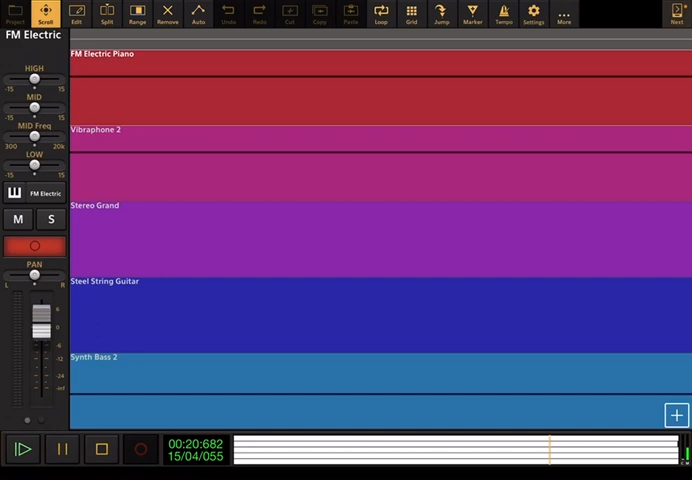 Project Scroll Edit Split Range Remove Auto Undo Redo Cut Copy Paste Loop Grid Jump Marker Tempo Settings More Next
FM Electric
HIGH
-15 15
MID
-15 15
MID Freq
300 20k
LOW
-15 15
FM Electric
M S
PAN
L R
6
0
-6
-12
-24
-inf
FM Electric Piano
Vibraphone 2
Stereo Grand
Steel String Guitar
Synth Bass 2
00:20:682
15/04/055